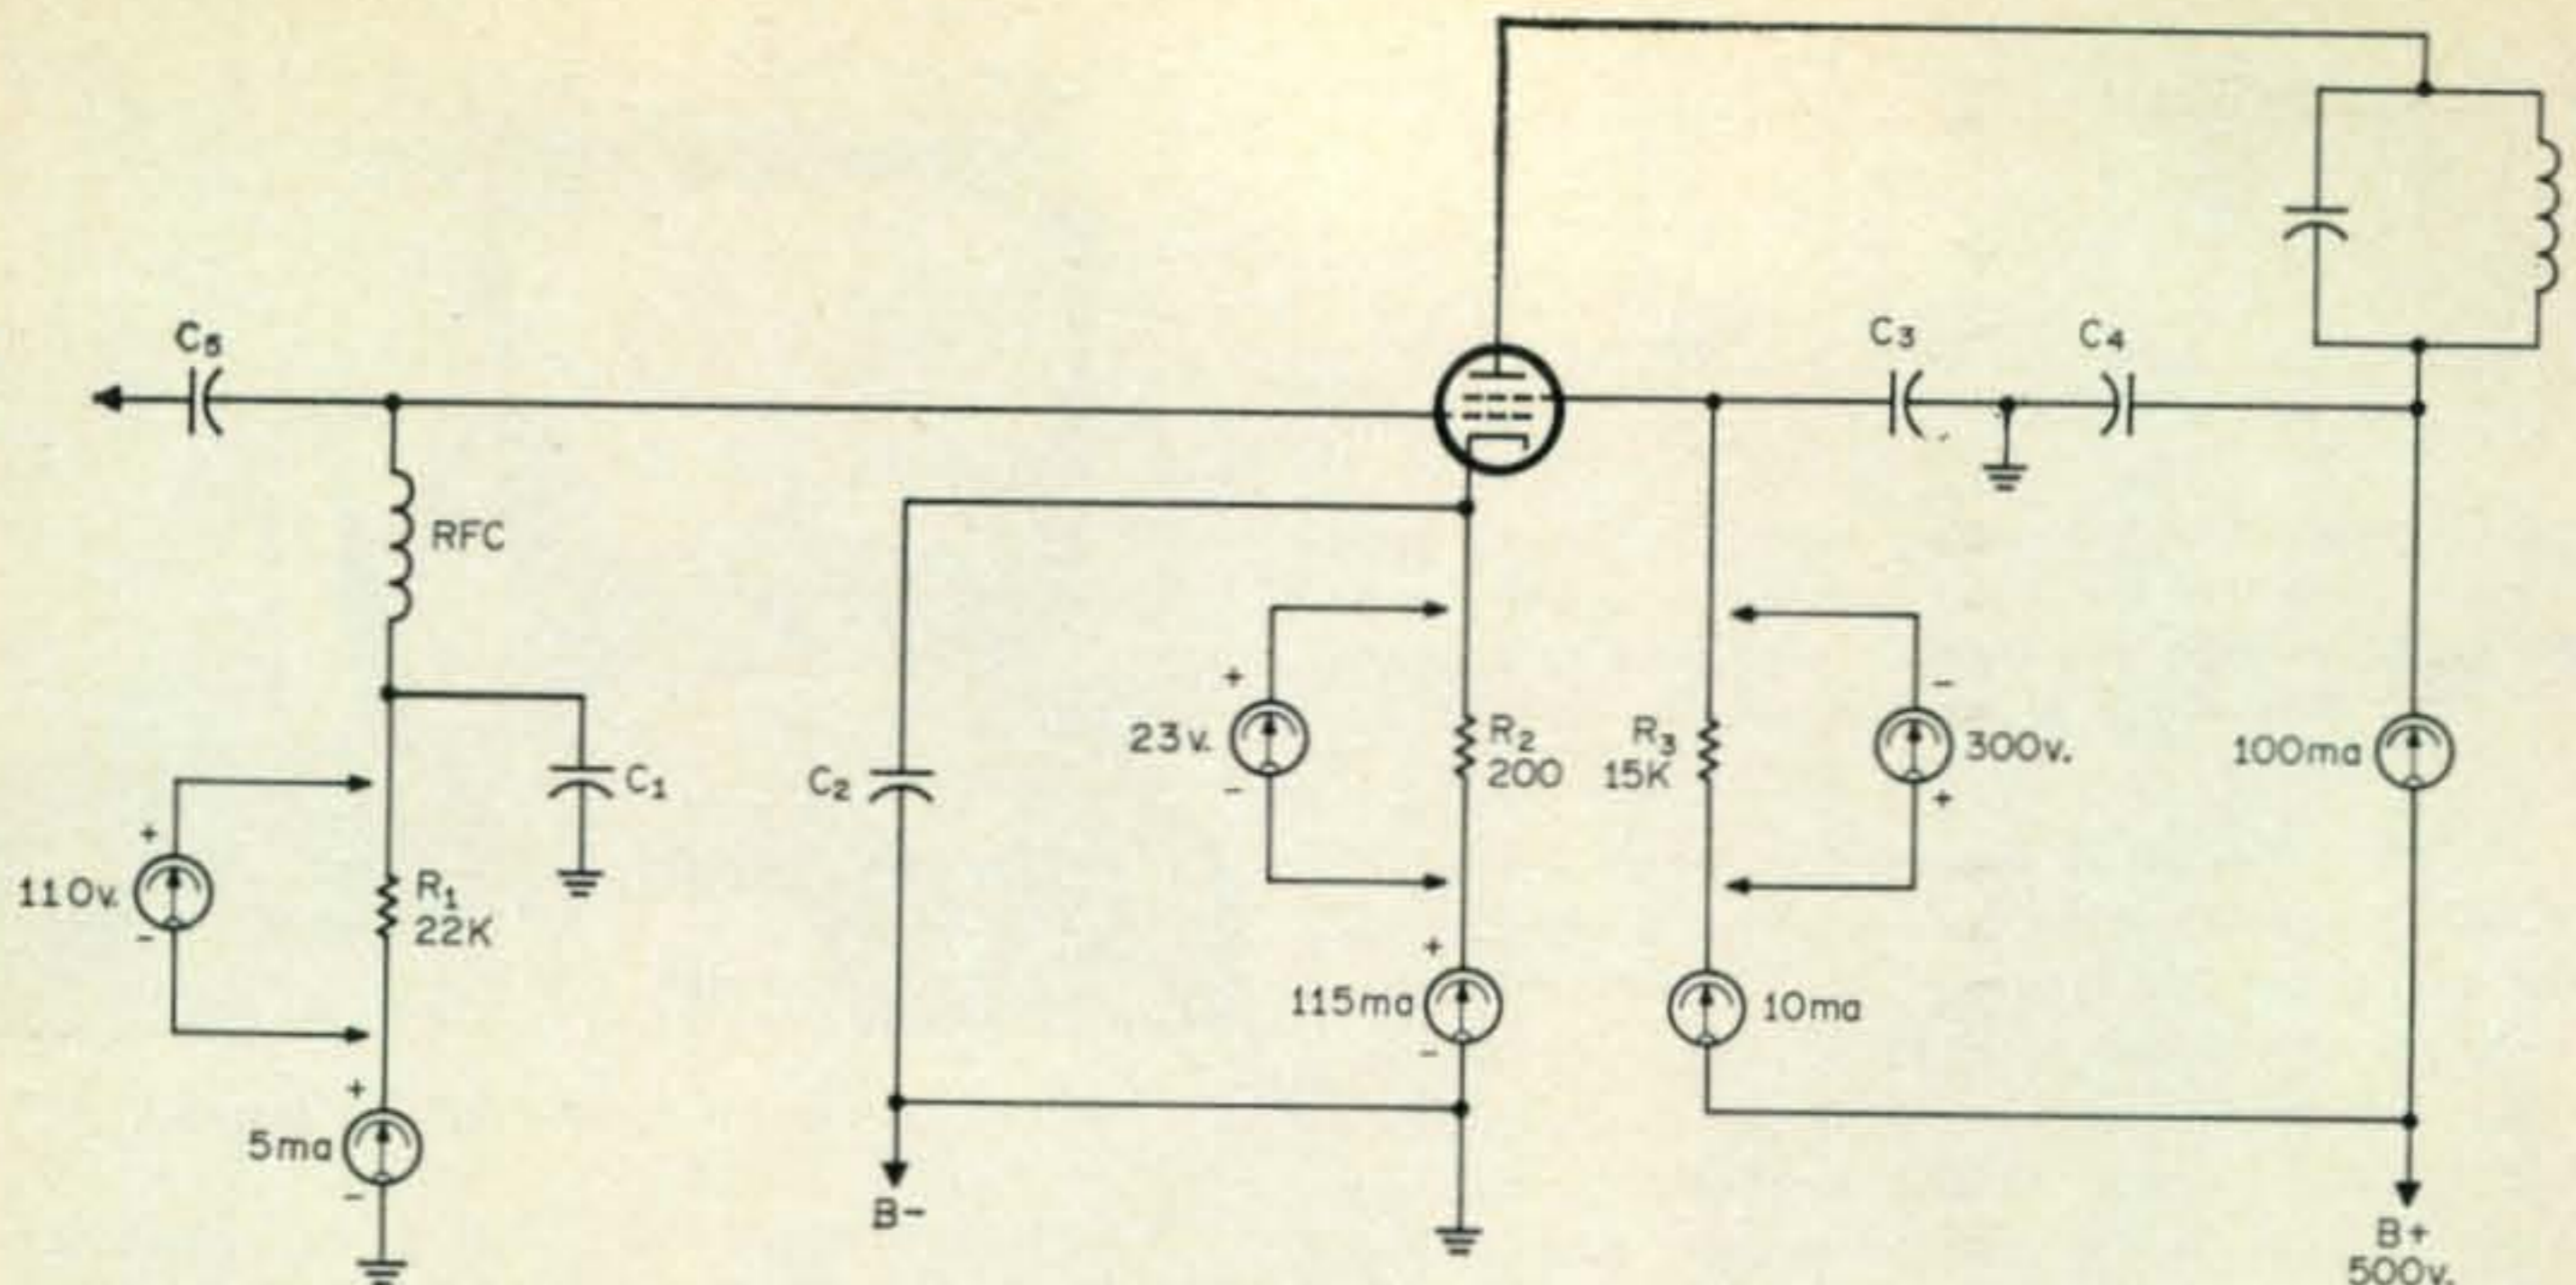 C5
C3
C4
RFC
C1
C2
110v.
R1
22K
5ma
B-
23v.
R2
200
115ma
R3
15K
300v.
10ma
100ma
B+
500v.
+
-
+
-
+
-
+
-
-
+